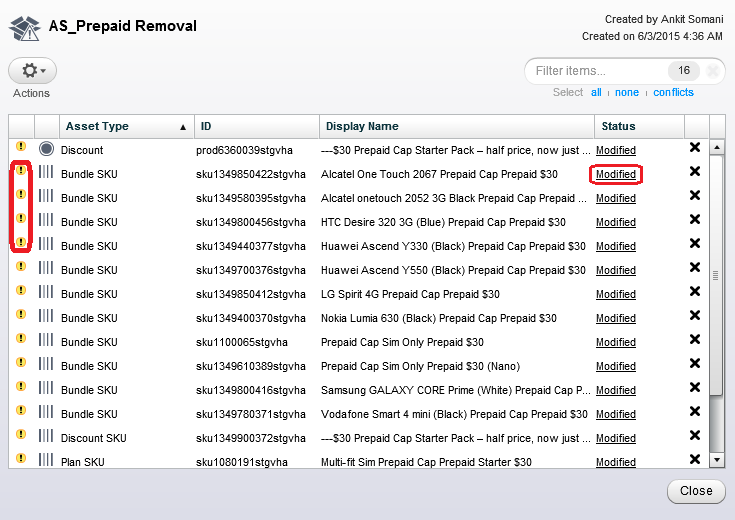 AS_Prepaid Removal
Created by Ankit Somani
Created on 6/3/2015 4:36 AM
Actions
Filter items... 16
Select all none conflicts
Asset Type ID Display Name Status
Discount prod6360039stgvha ---$30 Prepaid Cap Starter Pack – half price, now just ... Modified
Bundle SKU sku1349850422stgvha Alcatel One Touch 2067 Prepaid Cap Prepaid $30 Modified
Bundle SKU sku1349580395stgvha Alcatel onetouch 2052 3G Black Prepaid Cap Prepaid ... Modified
Bundle SKU sku1349800456stgvha HTC Desire 320 3G (Blue) Prepaid Cap Prepaid $30 Modified
Bundle SKU sku1349440377stgvha Huawei Ascend Y330 (Black) Prepaid Cap Prepaid $30 Modified
Bundle SKU sku1349700376stgvha Huawei Ascend Y550 (Black) Prepaid Cap Prepaid $30 Modified
Bundle SKU sku1349850412stgvha LG Spirit 4G Prepaid Cap Prepaid $30 Modified
Bundle SKU sku1349400370stgvha Nokia Lumia 630 (Black) Prepaid Cap Prepaid $30 Modified
Bundle SKU sku1100065stgvha Prepaid Cap Sim Only Prepaid $30 Modified
Bundle SKU sku1349610389stgvha Prepaid Cap Sim Only Prepaid $30 (Nano) Modified
Bundle SKU sku1349800416stgvha Samsung GALAXY CORE Prime (White) Prepaid Cap P... Modified
Bundle SKU sku1349780371stgvha Vodafone Smart 4 mini (Black) Prepaid Cap Prepaid $30 Modified
Discount SKU sku1349900372stgvha ---$30 Prepaid Cap Starter Pack – half price, now just ... Modified
Plan SKU sku1080191stgvha Multi-fit Sim Prepaid Cap Prepaid Starter $30 Modified
Close